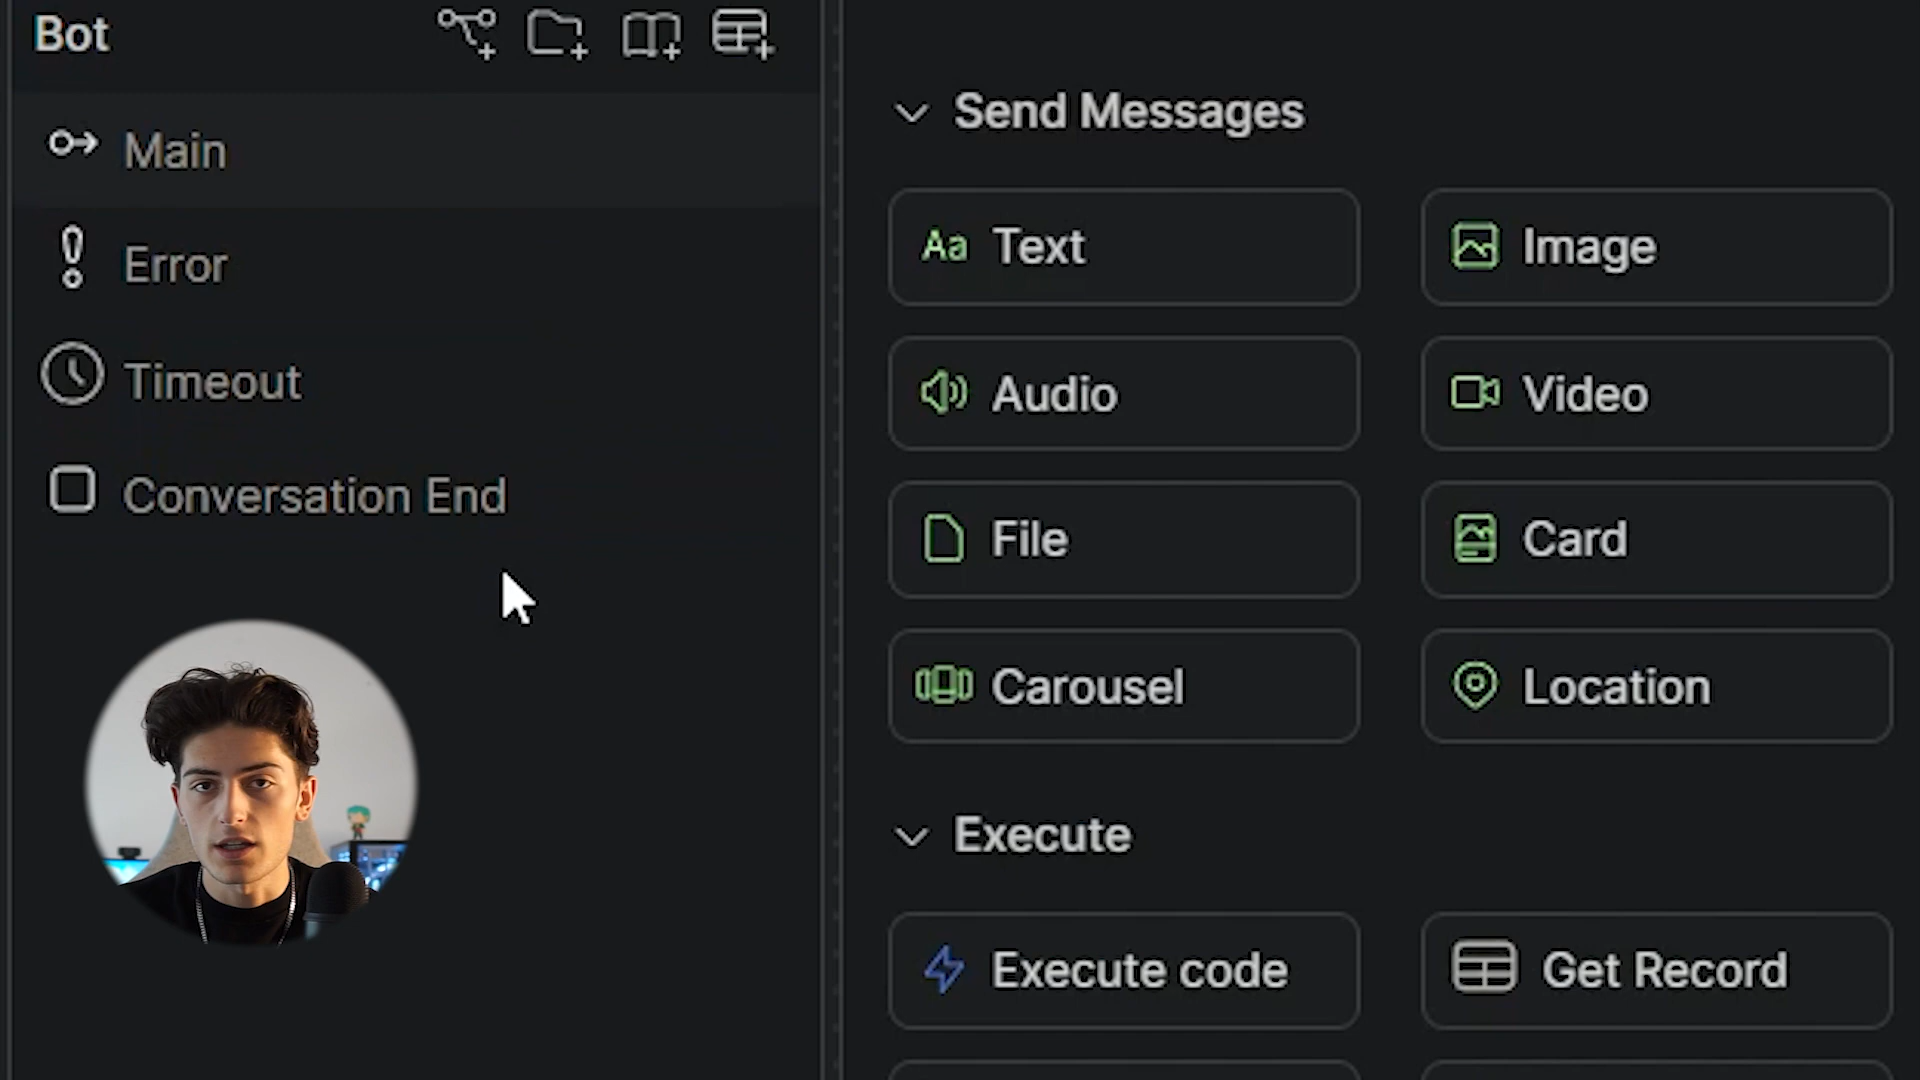 Bot
Main
Error
Timeout
Conversation End
Send Messages
Aa Text
Image
Audio
Video
File
Card
Carousel
Location
Execute
Execute code
Get Record